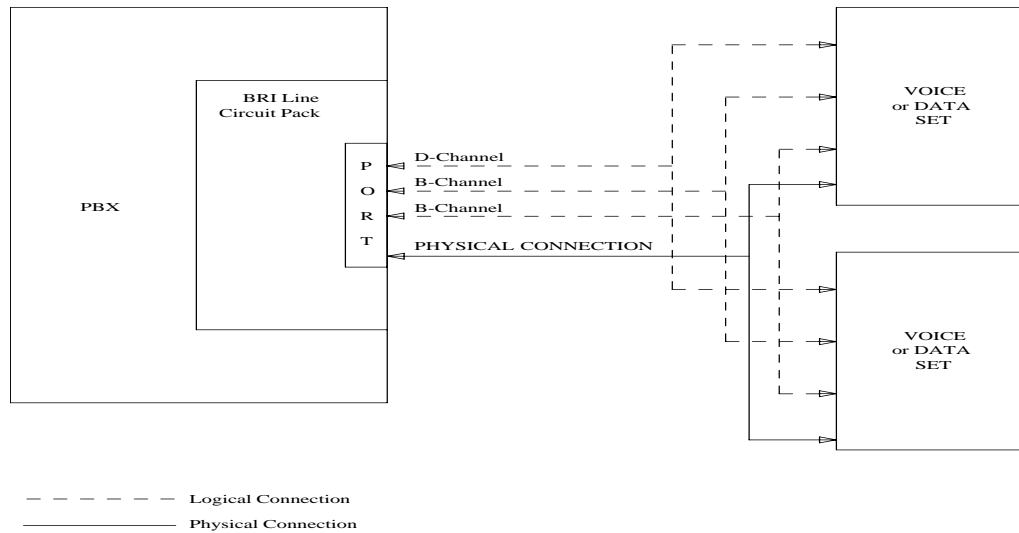 PBX
BRI Line
Circuit Pack
P
O
R
T
D-Channel
B-Channel
B-Channel
PHYSICAL CONNECTION
VOICE
or DATA
SET
VOICE
or DATA
SET
Logical Connection
Physical Connection